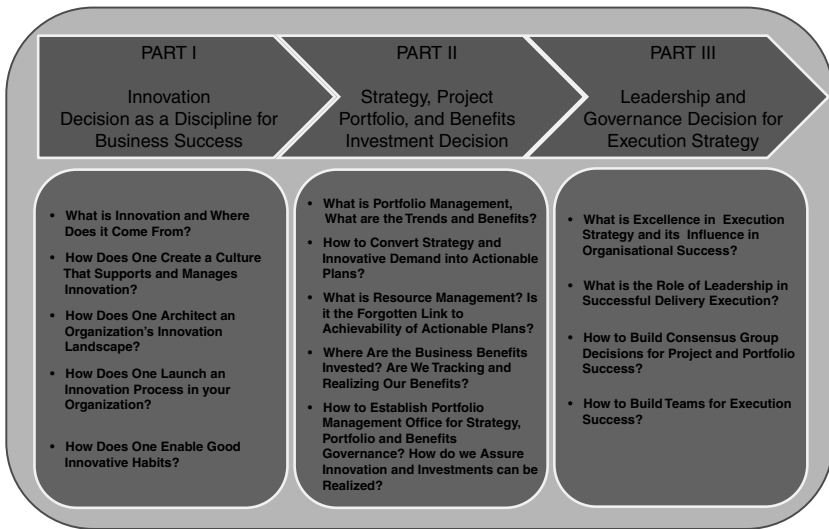 PART I
Innovation
Decision as a Discipline for
Business Success
PART II
Strategy, Project
Portfolio, and Benefits
Investment Decision
PART III
Leadership and
Governance Decision for
Execution Strategy
• What is Innovation and Where
Does it Come From?
• How Does One Create a Culture
That Supports and Manages
Innovation?
• How Does One Architect an
Organization's Innovation
Landscape?
• How Does One Launch an
Innovation Process in your
Organization?
• How Does One Enable Good
Innovative Habits?
• What is Portfolio Management,
What are the Trends and Benefits?
• How to Convert Strategy and
Innovative Demand into Actionable
Plans?
• What is Resource Management? Is
it the Forgotten Link to
Achievability of Actionable Plans?
• Where Are the Business Benefits
Invested? Are We Tracking and
Realizing Our Benefits?
• How to Establish Portfolio
Management Office for Strategy,
Portfolio and Benefits
Governance? How do we Assure
Innovation and Investments can be
Realized?
• What is Excellence in Execution
Strategy and its Influence in
Organisational Success?
• What is the Role of Leadership in
Successful Delivery Execution?
• How to Build Consensus Group
Decisions for Project and Portfolio
Success?
• How to Build Teams for Execution
Success?